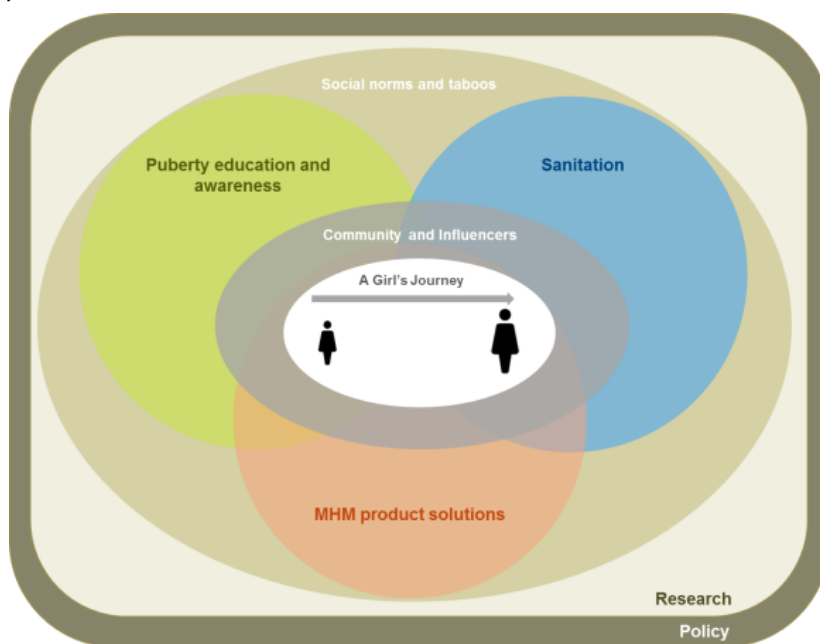 Social norms and taboos
Puberty education and
awareness
Sanitation
Community and Influencers
A Girl's Journey
MHM product solutions
Research
Policy